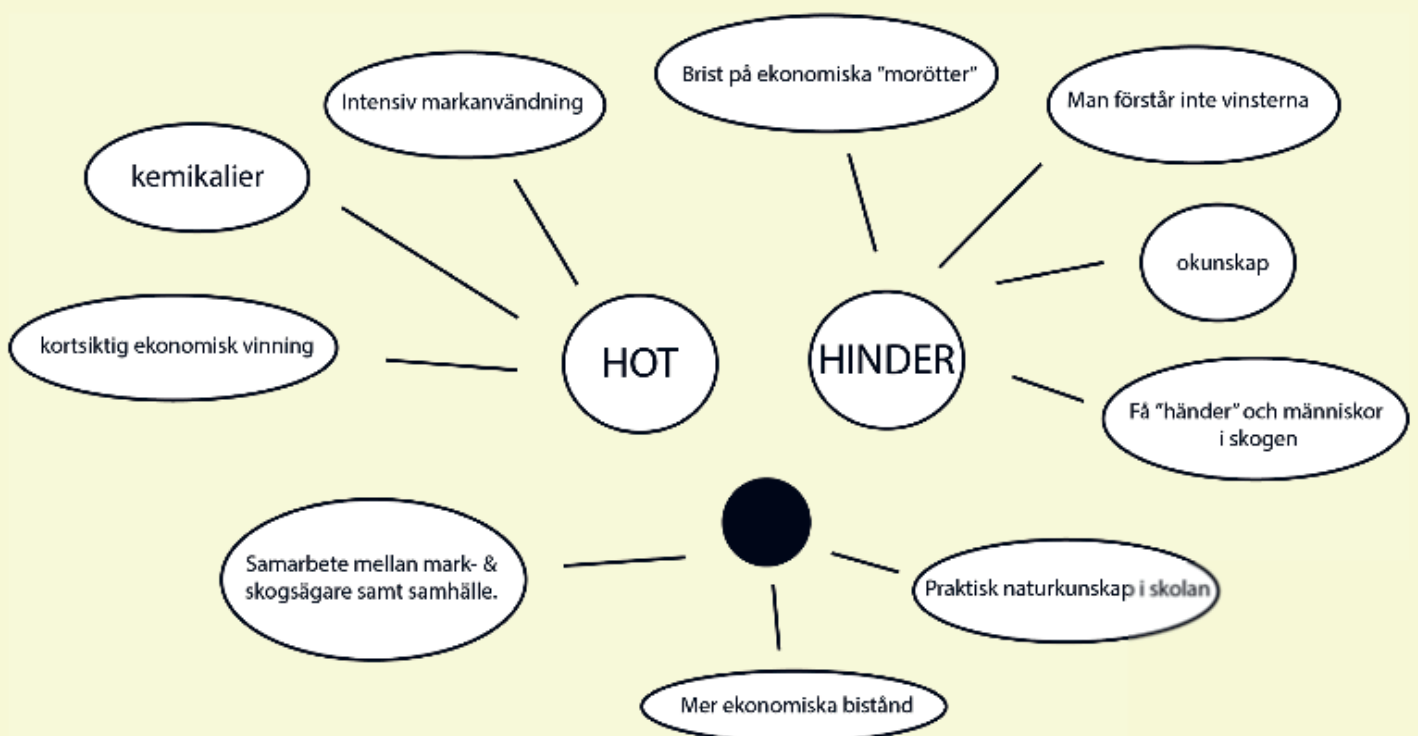 Brist på ekonomiska "morötter"
Intensiv markanvändning
Man förstår inte vinsterna
kemikalier
okunskap
kortsiktig ekonomisk vinning
HOT
HINDER
Få "händer" och människor
i skogen
Samarbete mellan mark- &
skogsägare samt samhälle.
Praktisk naturkunskap i skolan
Mer ekonomiska bistånd